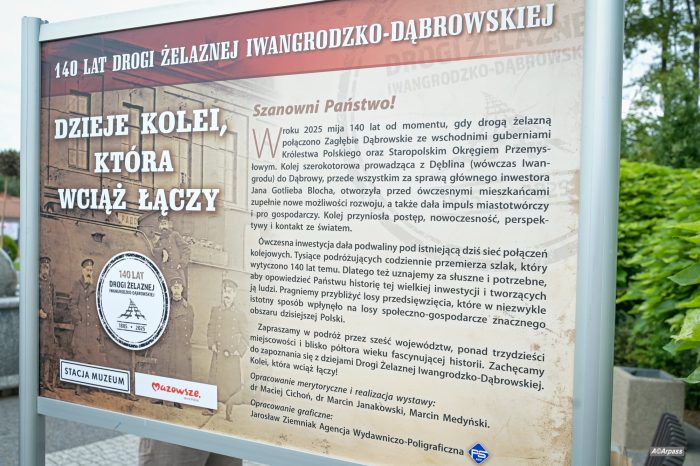 140 LAT DROGI ŻELAZNEJ IWANGRODZKO-DĄBROWSKIEJ
DZIEJE KOLEI,
KTÓRA
WCIĄŻ ŁĄCZY
140 LAT
DROGI ŻELAZNEJ
IWANGRODZKO-DĄBROWSKIEJ
1885 2025
STACJA MUZEUM
Mazowsze.
DROGI ŻELAZNEJ
IWANGRODZKO-DĄBROWSKIEJ
Szanowni Państwo!
W roku 2025 mija 140 lat od momentu, gdy drogą żelazną
połączono Zagłębie Dąbrowskie ze wschodnimi guberniami
Królestwa Polskiego oraz Staropolskim Okręgiem Przemys-
łowym. Kolej szerokotorowa prowadząca z Dęblina (wówczas Iwan-
grodu) do Dąbrowy, przede wszystkim za sprawą głównego inwestora
Jana Gotlieba Blocha, otworzyła przed ówczesnymi mieszkańcami
zupełnie nowe możliwości rozwoju, a także dała impuls miastotwórczy
i pro gospodarczy. Kolej przyniosła postęp, nowoczesność, perspek-
tywy i kontakt ze światem.
Ówczesna inwestycja dała podwaliny pod istniejącą dziś sieć połączeń
kolejowych. Tysiące podróżujących codziennie przemierza szlak, który
wytyczono 140 lat temu. Dlatego też uznajemy za słuszne i potrzebne,
aby opowiedzieć Państwu historię tej wielkiej inwestycji i tworzących
ją ludzi. Pragniemy przybliżyć losy przedsięwzięcia, które w niezwykle
istotny sposób wpłynęło na losy społeczno-gospodarcze znacznego
obszaru dzisiejszej Polski.
Zapraszamy w podróż przez sześć województw, ponad trzydzieści
miejscowości i blisko półtora wieku fascynującej historii. Zachęcamy
do zapoznania się z dziejami Drogi Żelaznej Iwangrodzko-Dąbrowskiej.
Kolei, która wciąż łączy!
Opracowanie merytoryczne i realizacja wystawy:
dr Maciej Cichoń, dr Marcin Janakowski, Marcin Medyński.
Opracowanie graficzne:
Jarosław Ziemniak Agencja Wydawniczo-Poligraficzna
PS
A©Arpass